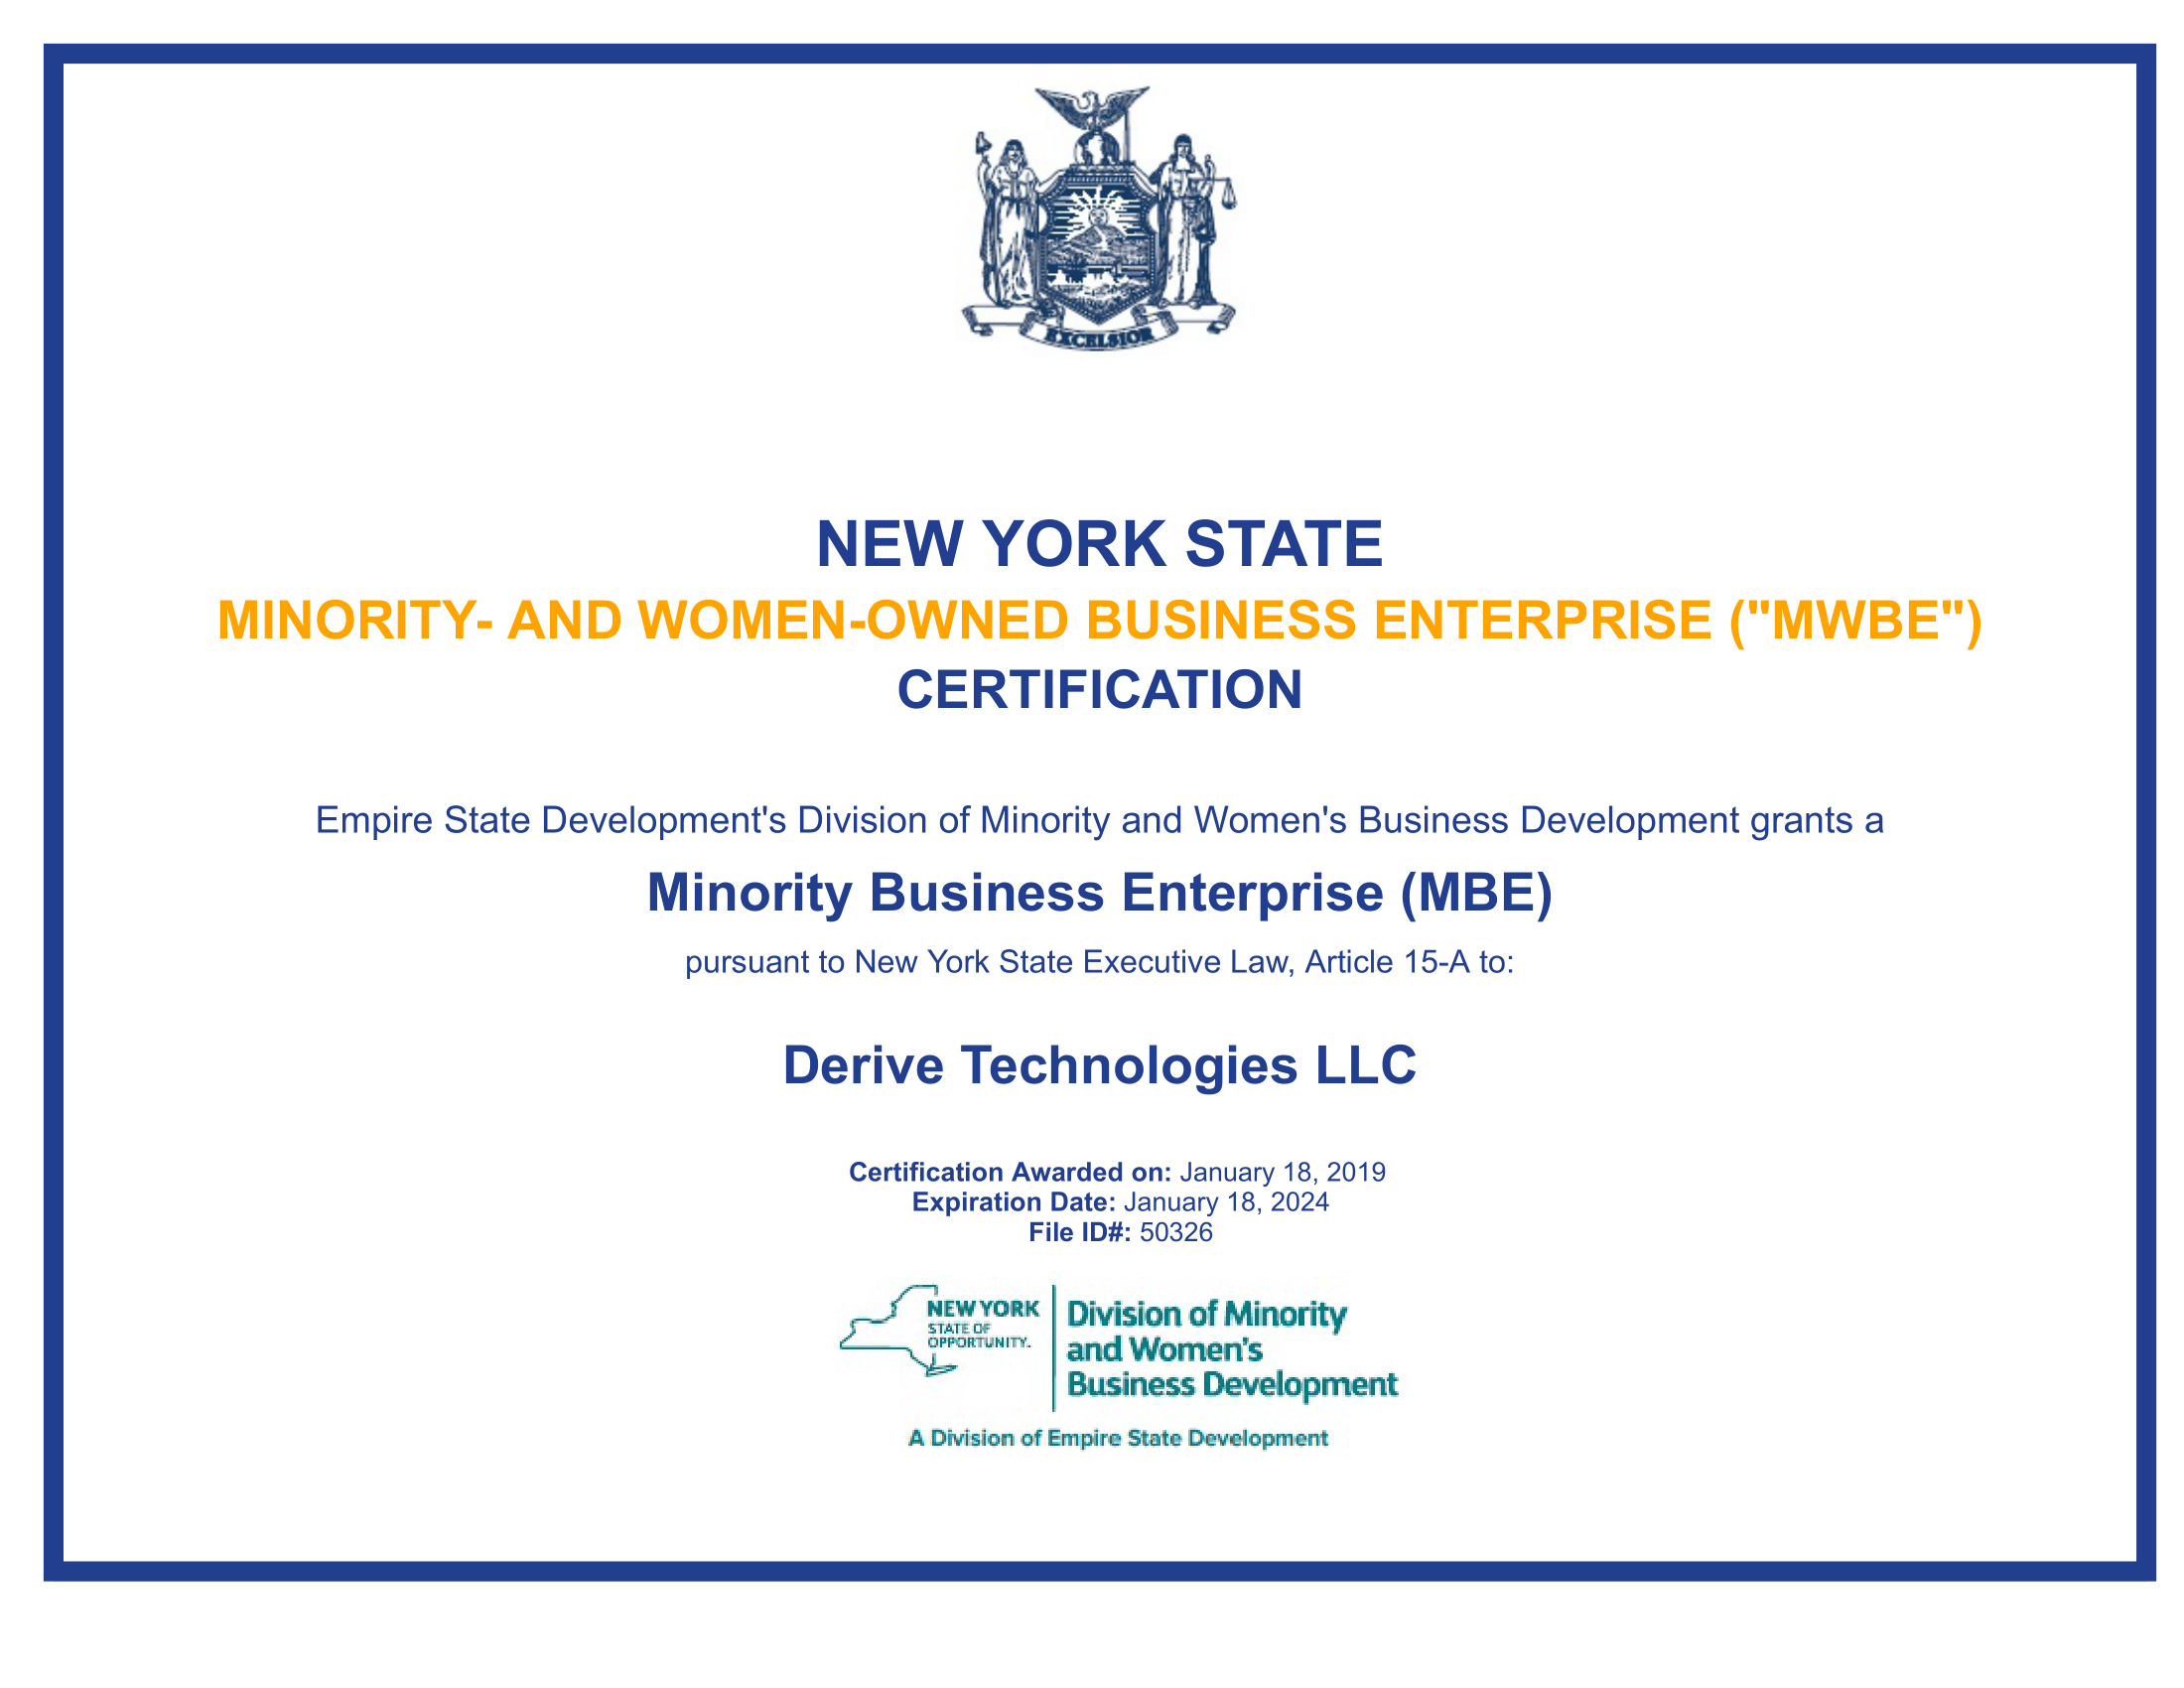 EXCELSIOR
NEW YORK STATE
MINORITY- AND WOMEN-OWNED BUSINESS ENTERPRISE ("MWBE")
CERTIFICATION
Empire State Development's Division of Minority and Women's Business Development grants a
Minority Business Enterprise (MBE)
pursuant to New York State Executive Law, Article 15-A to:
Derive Technologies LLC
Certification Awarded on: January 18, 2019
Expiration Date: January 18, 2024
File ID#: 50326
NEW YORK
STATE OF
OPPORTUNITY.
Division of Minority
and Women's
Business Development
A Division of Empire State Development